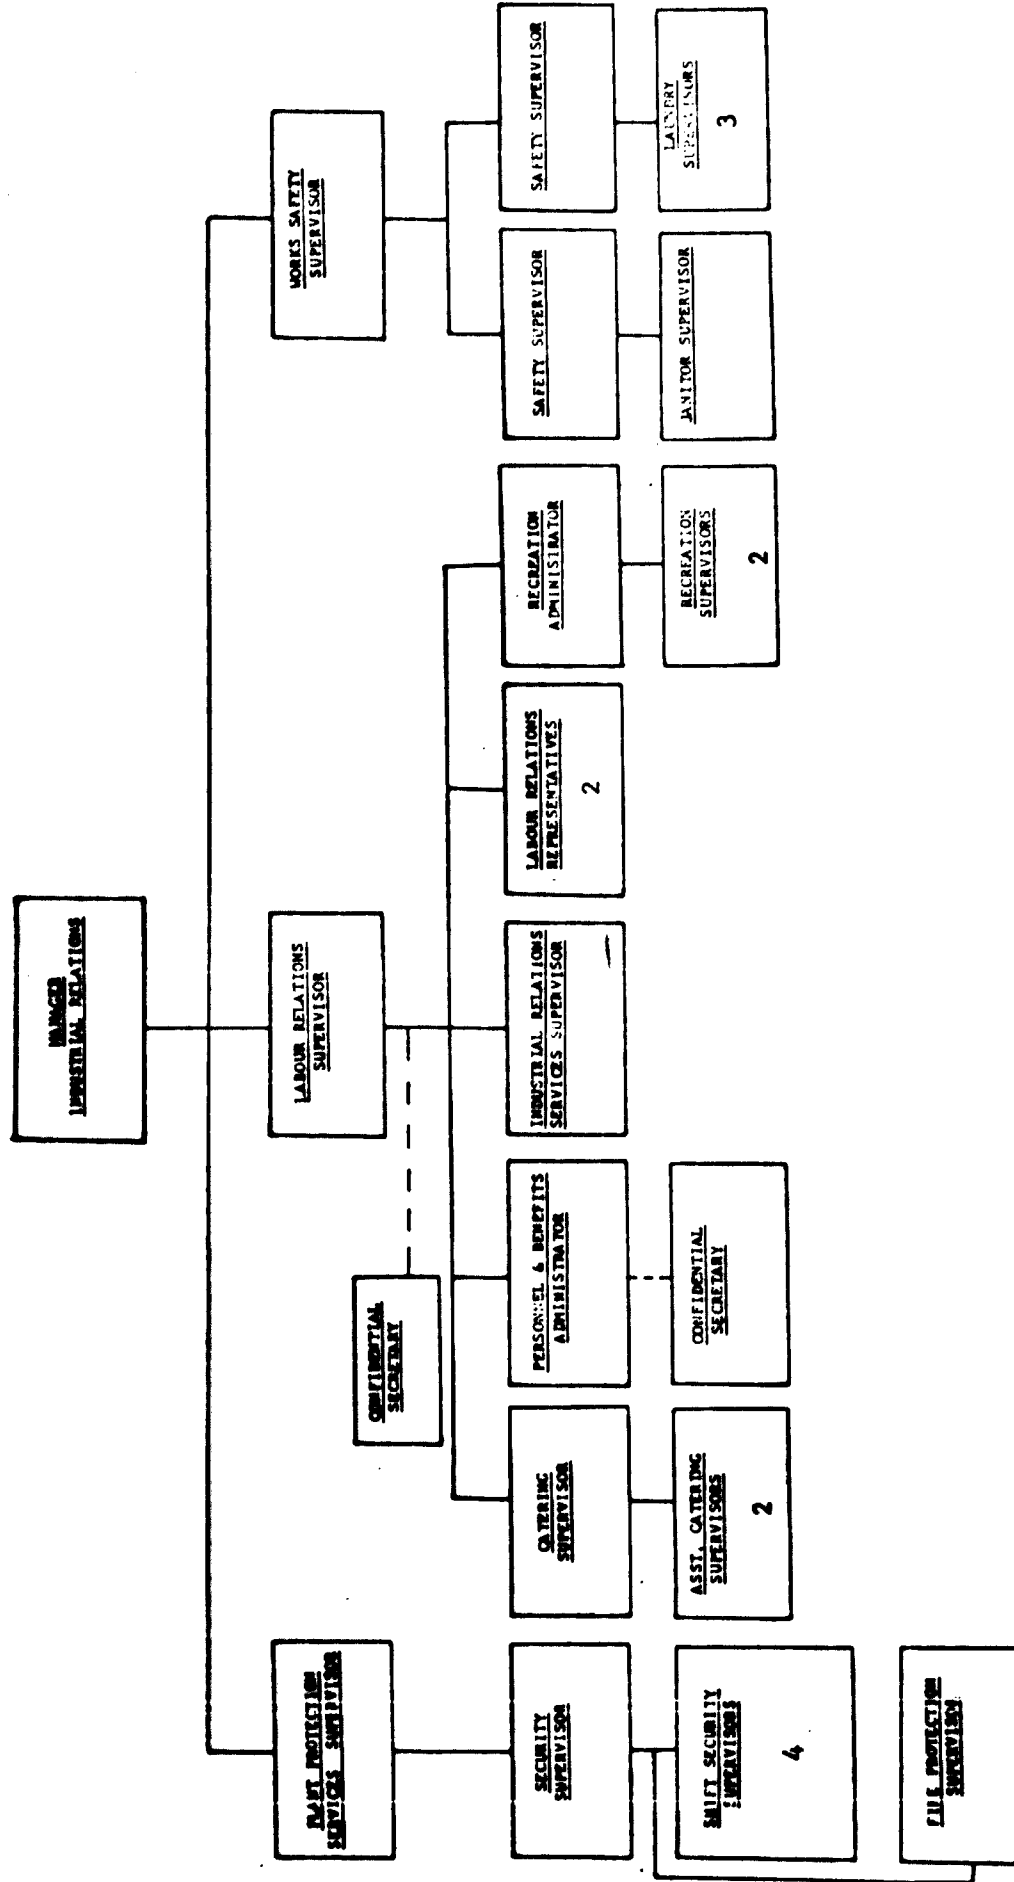 MANAGER
INDUSTRIAL RELATIONS
PLANT PROTECTION
SERVICES SUPERVISOR
LABOUR RELATIONS
SUPERVISOR
WORKS SAFETY
SUPERVISOR
CONFIDENTIAL
SECRETARY
SECURITY
SUPERVISOR
CATERING
SUPERVISOR
PERSONNEL & BENEFITS
ADMINISTRATOR
INDUSTRIAL RELATIONS
SERVICES SUPERVISOR
LABOUR RELATIONS
REPRESENTATIVES
2
RECREATION
ADMINISTRATOR
SAFETY SUPERVISOR
SAFETY SUPERVISOR
SHIFT SECURITY
SUPERVISORS
4
ASST. CATERING
SUPERVISORS
2
CONFIDENTIAL
SECRETARY
RECREATION
SUPERVISORS
2
JANITOR SUPERVISOR
LAUNDRY
SUPERVISORS
3
FIRE PROTECTION
SUPERVISOR